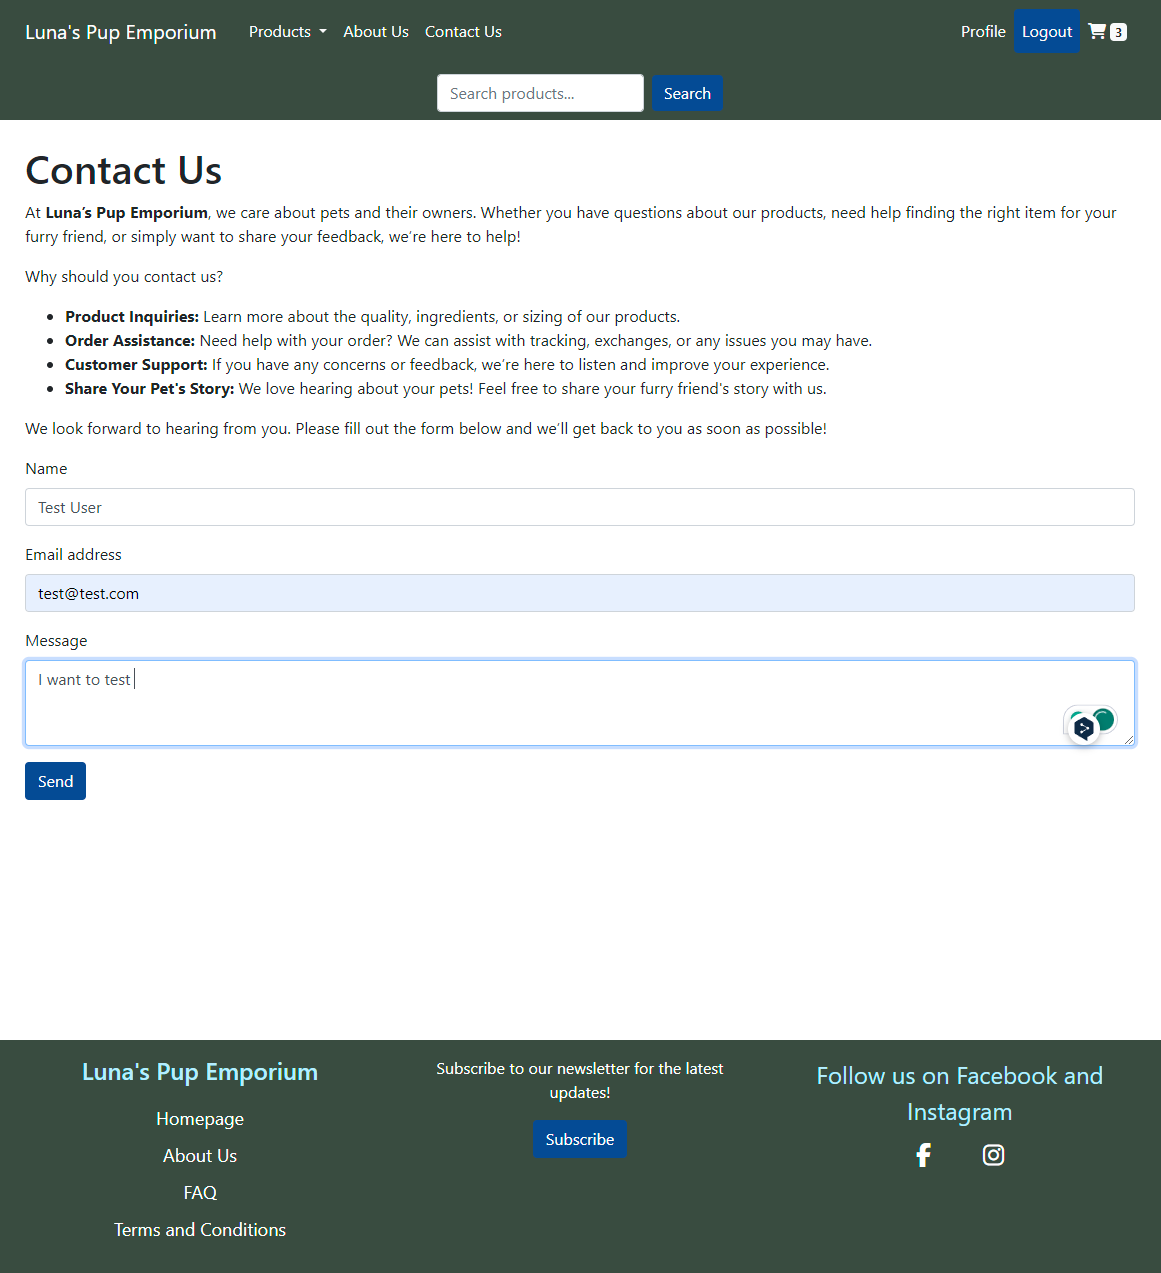 Luna's Pup Emporium Products About Us Contact Us Profile Logout 3
Search products... Search
Contact Us
At Luna’s Pup Emporium, we care about pets and their owners. Whether you have questions about our products, need help finding the right item for your
furry friend, or simply want to share your feedback, we’re here to help!
Why should you contact us?
Product Inquiries: Learn more about the quality, ingredients, or sizing of our products.
Order Assistance: Need help with your order? We can assist with tracking, exchanges, or any issues you may have.
Customer Support: If you have any concerns or feedback, we’re here to listen and improve your experience.
Share Your Pet's Story: We love hearing about your pets! Feel free to share your furry friend's story with us.
We look forward to hearing from you. Please fill out the form below and we’ll get back to you as soon as possible!
Name
Test User
Email address
test@test.com
Message
I want to test
Send
Luna's Pup Emporium
Homepage
About Us
FAQ
Terms and Conditions
Subscribe to our newsletter for the latest
updates!
Subscribe
Follow us on Facebook and
Instagram